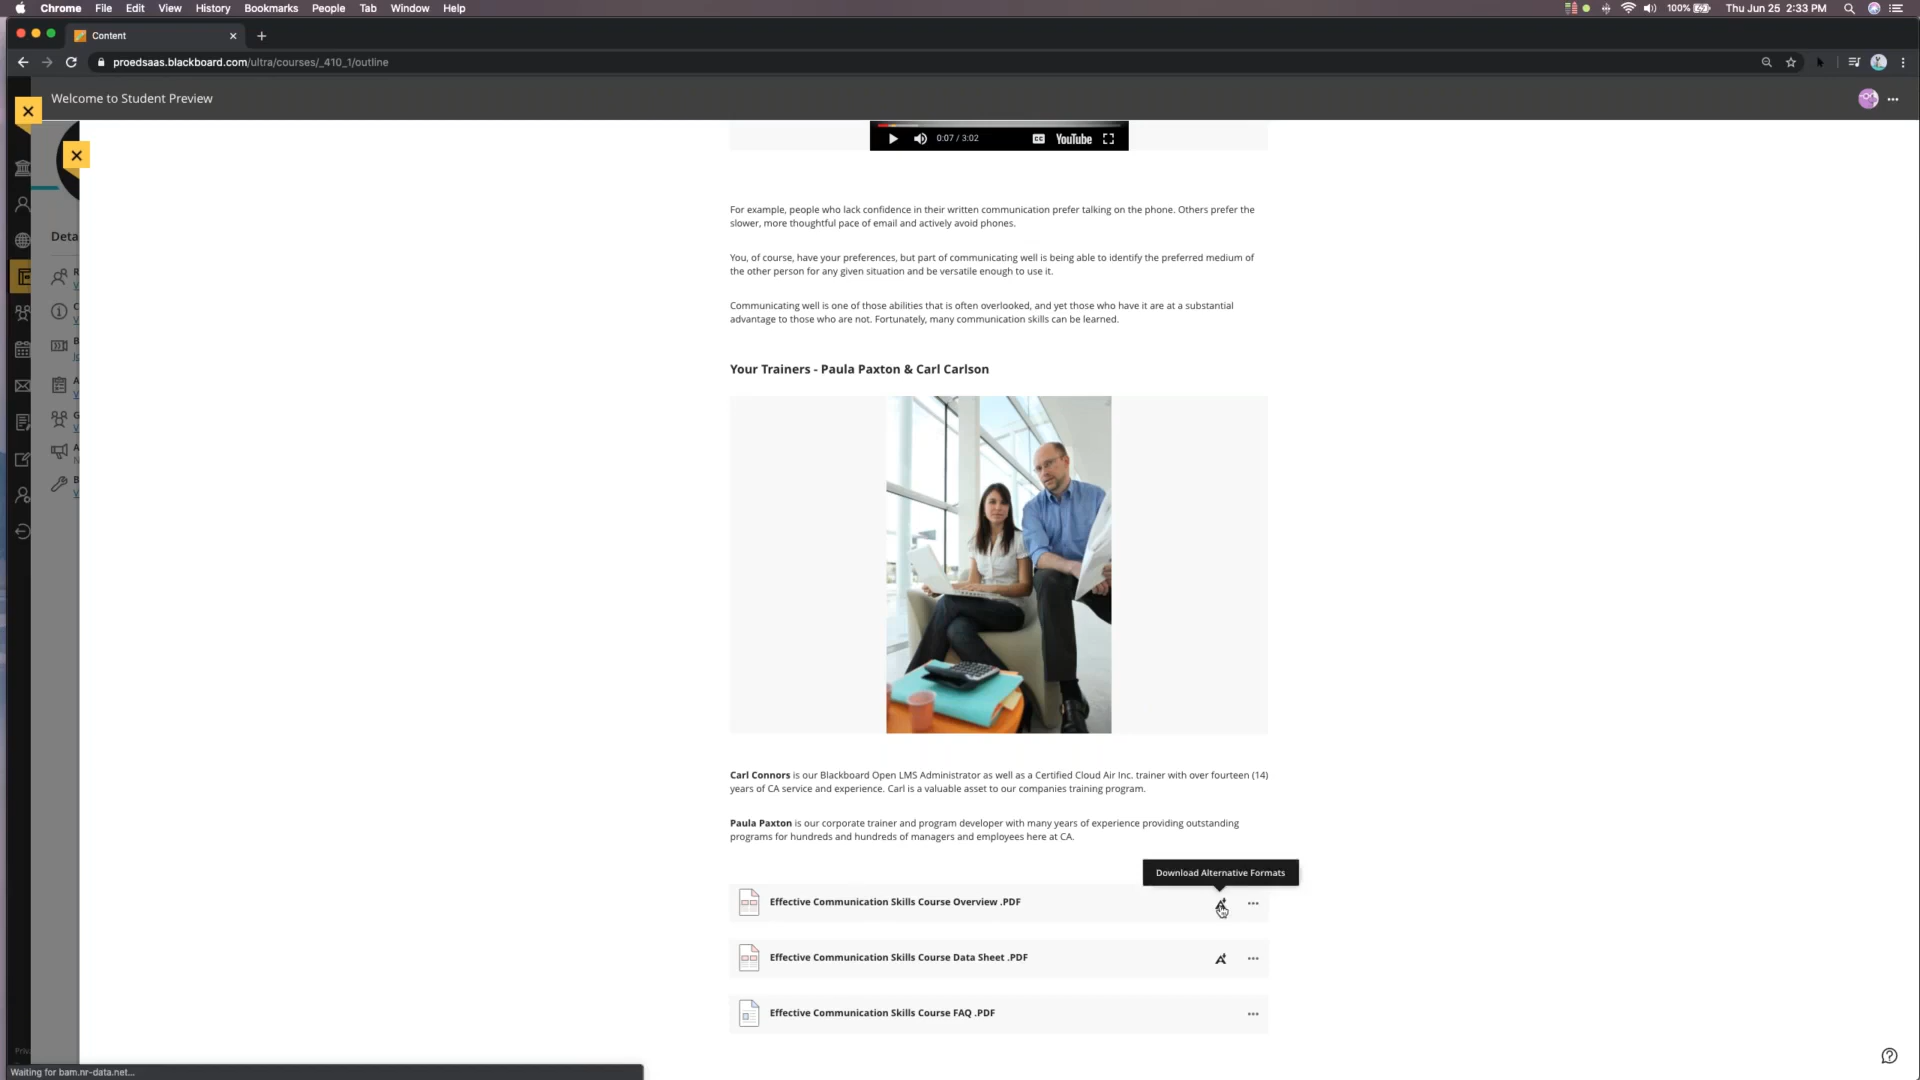 Chrome File Edit View History Bookmarks People Tab Window Help 100% Thu Jun 25 2:33 PM
Content
proedsaas.blackboard.com/ultra/courses/_410_1/outline
Welcome to Student Preview
0:07 / 3:02 CC YouTube
For example, people who lack confidence in their written communication prefer talking on the phone. Others prefer the
slower, more thoughtful pace of email and actively avoid phones.
Deta
You, of course, have your preferences, but part of communicating well is being able to identify the preferred medium of
the other person for any given situation and be versatile enough to use it.
Communicating well is one of those abilities that is often overlooked, and yet those who have it are at a substantial
advantage to those who are not. Fortunately, many communication skills can be learned.
Your Trainers - Paula Paxton & Carl Carlson
Carl Connors is our Blackboard Open LMS Administrator as well as a Certified Cloud Air Inc. trainer with over fourteen (14)
years of CA service and experience. Carl is a valuable asset to our companies training program.
Paula Paxton is our corporate trainer and program developer with many years of experience providing outstanding
programs for hundreds and hundreds of managers and employees here at CA.
Download Alternative Formats
Effective Communication Skills Course Overview .PDF
Effective Communication Skills Course Data Sheet .PDF
Effective Communication Skills Course FAQ .PDF
Priv
Waiting for bam.nr-data.net...